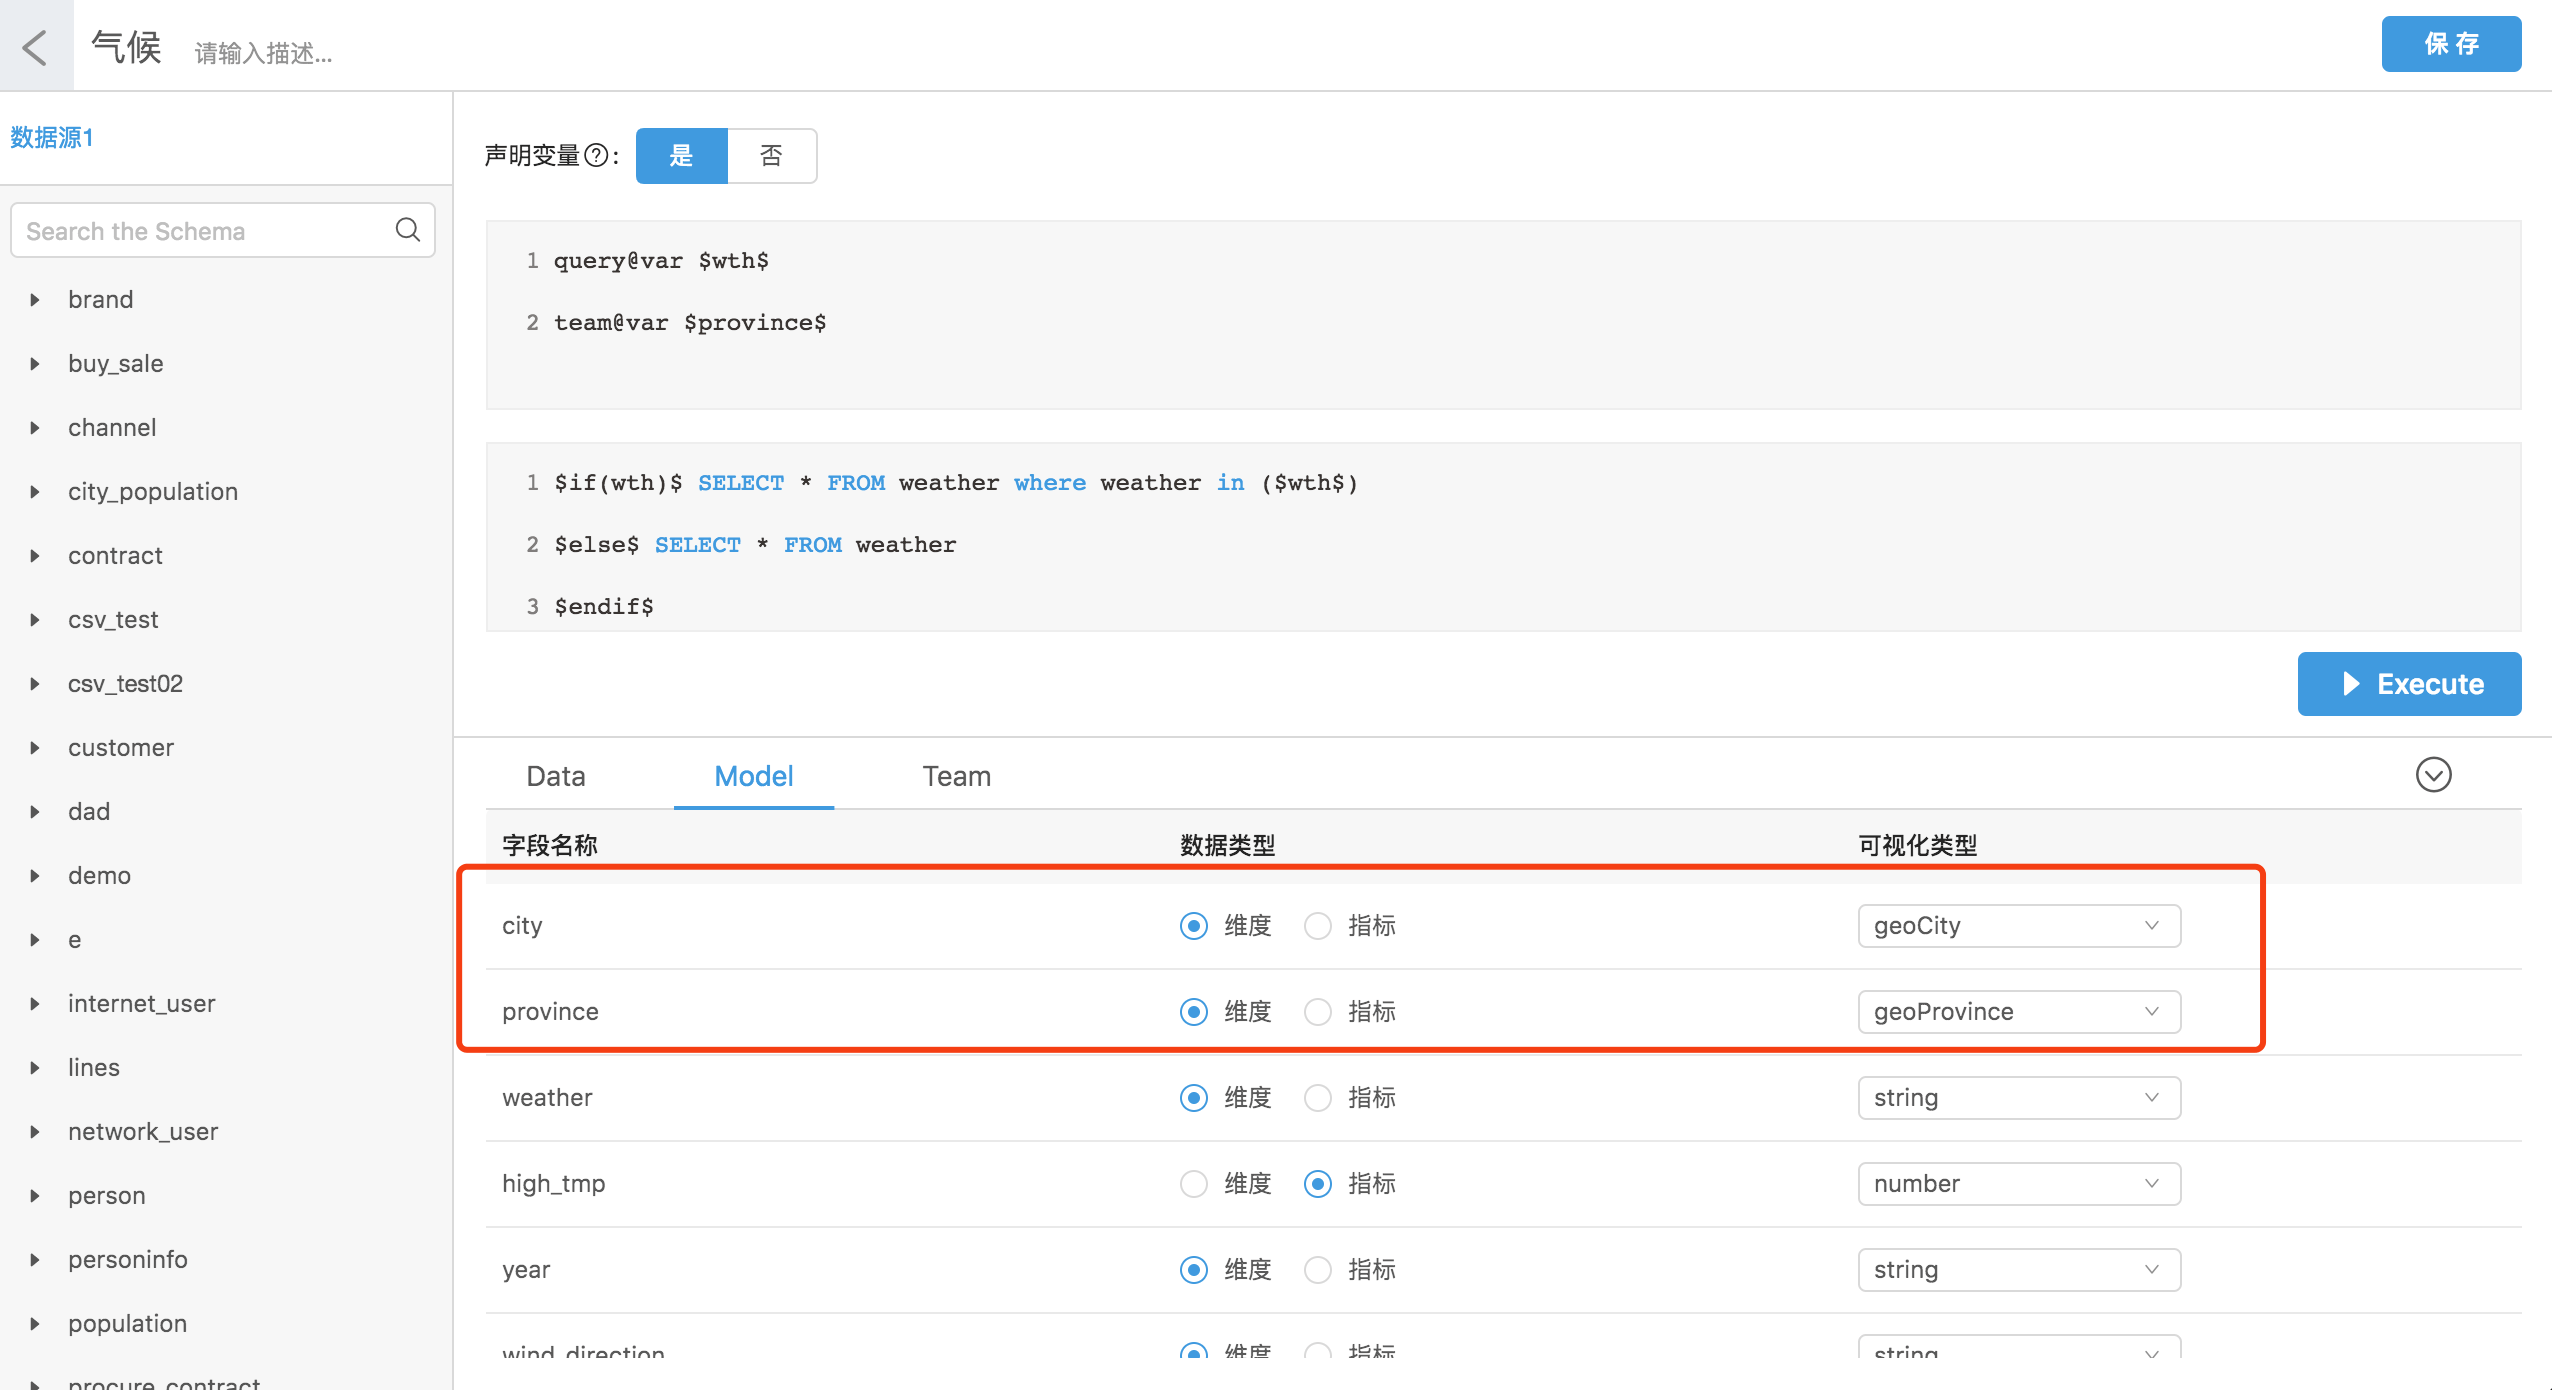 气候 请输入描述... 保 存
数据源1
Search the Schema
brand
buy_sale
channel
city_population
contract
csv_test
csv_test02
customer
dad
demo
e
internet_user
lines
network_user
person
personinfo
population
procure_contract
声明变量?: 是 否
1 query@var $wth$
2 team@var $province$
1 $if(wth)$ SELECT * FROM weather where weather in ($wth$)
2 $else$ SELECT * FROM weather
3 $endif$
Execute
Data Model Team
字段名称 数据类型 可视化类型
city 维度 指标 geoCity
province 维度 指标 geoProvince
weather 维度 指标 string
high_tmp 维度 指标 number
year 维度 指标 string
wind_direction 维度 指标 string